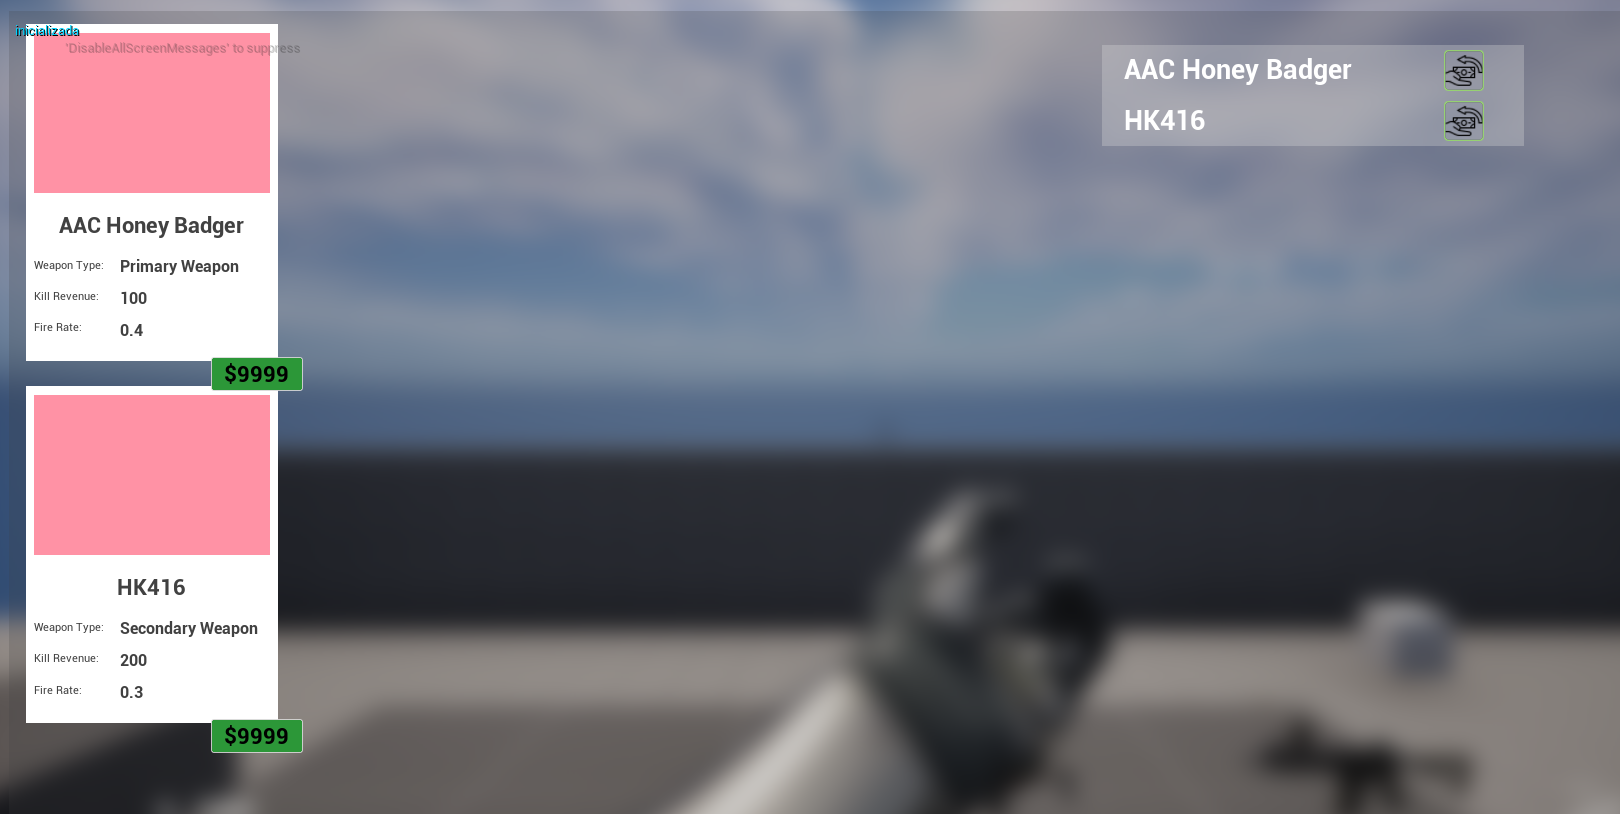 inicializada
'DisableAllScreenMessages' to suppress
AAC Honey Badger
Weapon Type: Primary Weapon
Kill Revenue: 100
Fire Rate: 0.4
$9999
HK416
Weapon Type: Secondary Weapon
Kill Revenue: 200
Fire Rate: 0.3
$9999
AAC Honey Badger
HK416